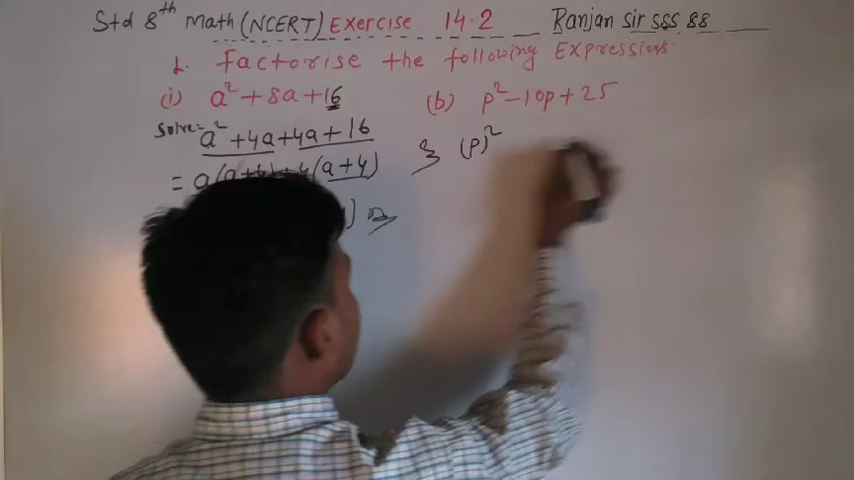 Std 8th Math (NCERT) Exercise 14.2 Ranjan Sir SSS 88
1. Factorise the following Expressions.
(i) a² + 8a + 16 (b) p² - 10p + 25
Solve= a² + 4a + 4a + 16
= a(a+4) + 4(a+4) (p)²